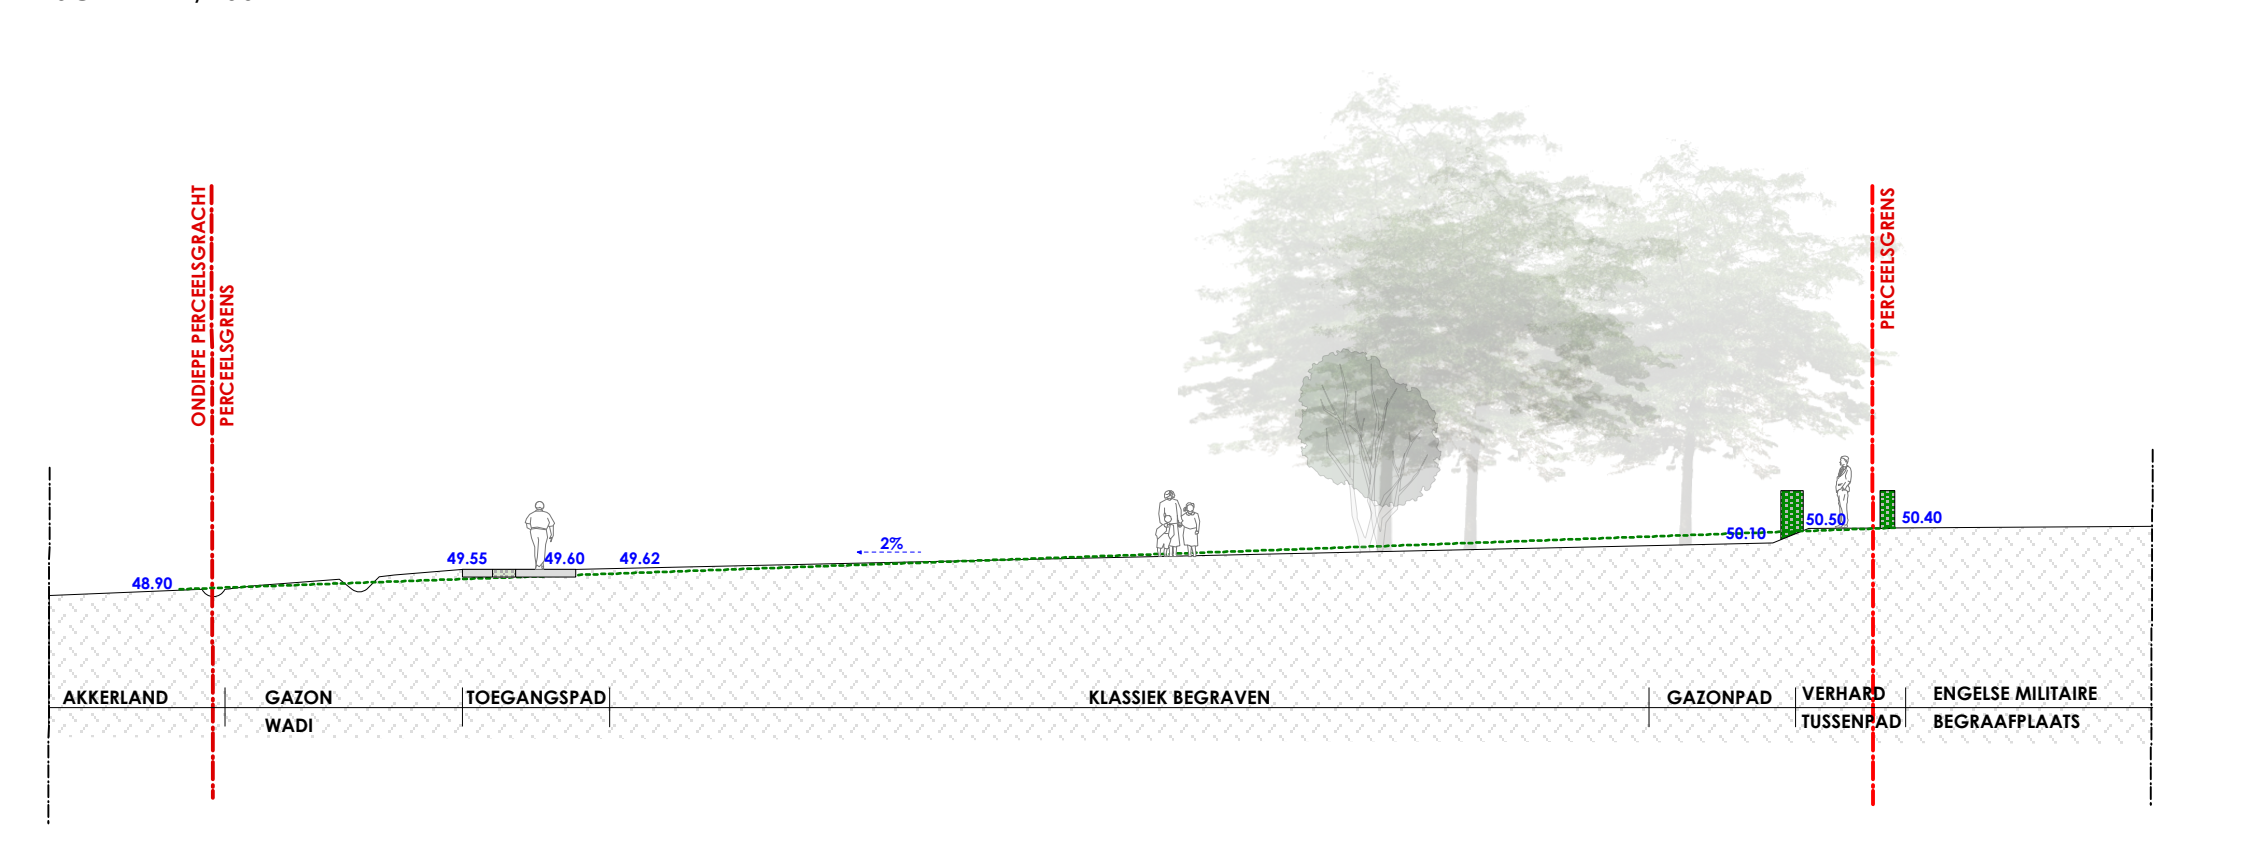 ONDIEPE PERCEELSGRACHT
PERCEELSGRENS
PERCEELSGRENS
48.90
49.55
49.60
49.62
2%
50.10
50.50
50.40
AKKERLAND
GAZON
WADI
TOEGANGSPAD
KLASSIEK BEGRAVEN
GAZONPAD
VERHARD
TUSSENPAD
ENGELSE MILITAIRE
BEGRAAFPLAATS